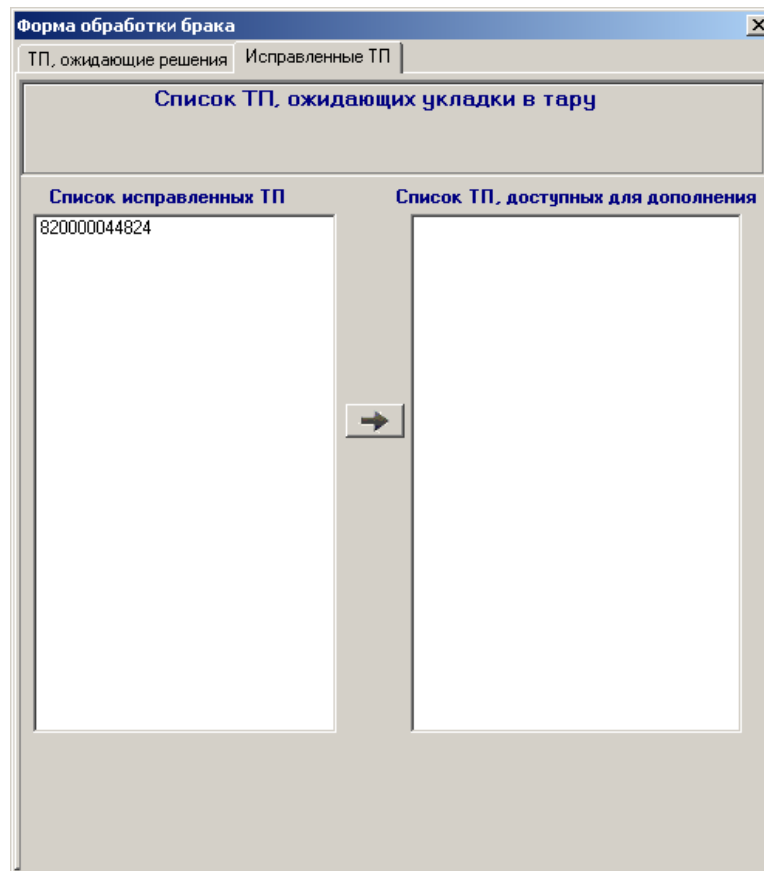 Форма обработки брака
ТП, ожидающие решения Исправленные ТП
Список ТП, ожидающих укладки в тару
Список исправленных ТП
Список ТП, доступных для дополнения
820000044824